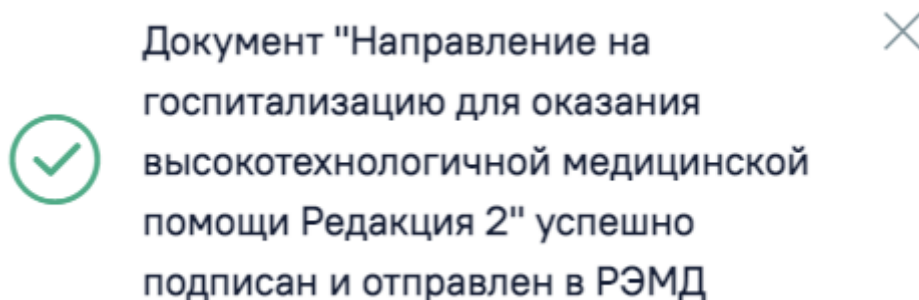 Документ "Направление на
госпитализацию для оказания
высокотехнологичной медицинской
помощи Редакция 2" успешно
подписан и отправлен в РЭМД